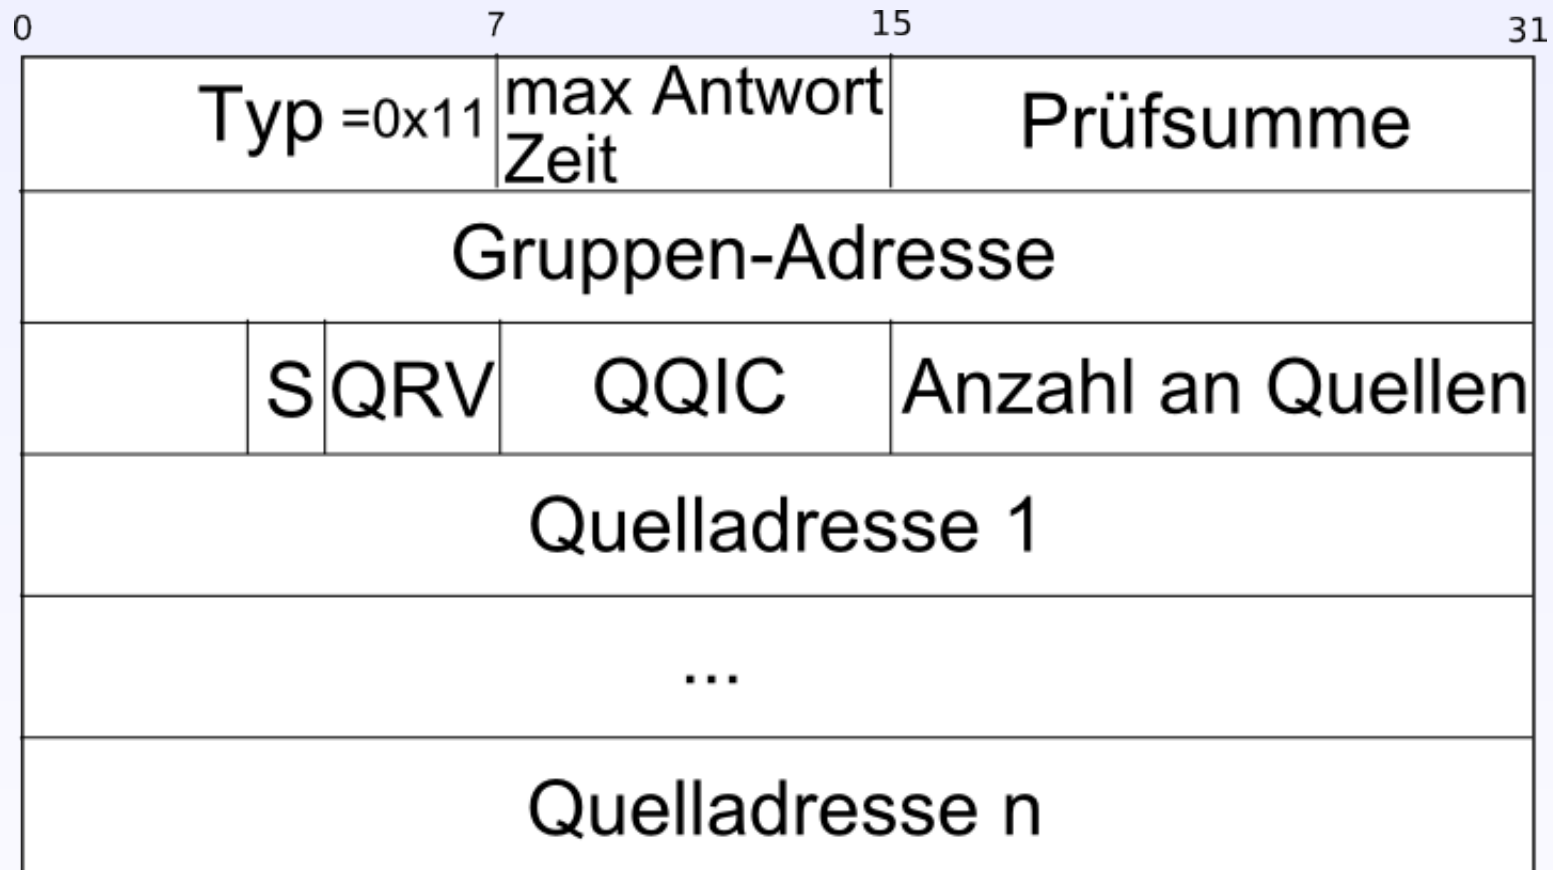 0 7 15 31
Typ =0x11 max Antwort Zeit Prüfsumme
Gruppen-Adresse
S QRV QQIC Anzahl an Quellen
Quelladresse 1
...
Quelladresse n